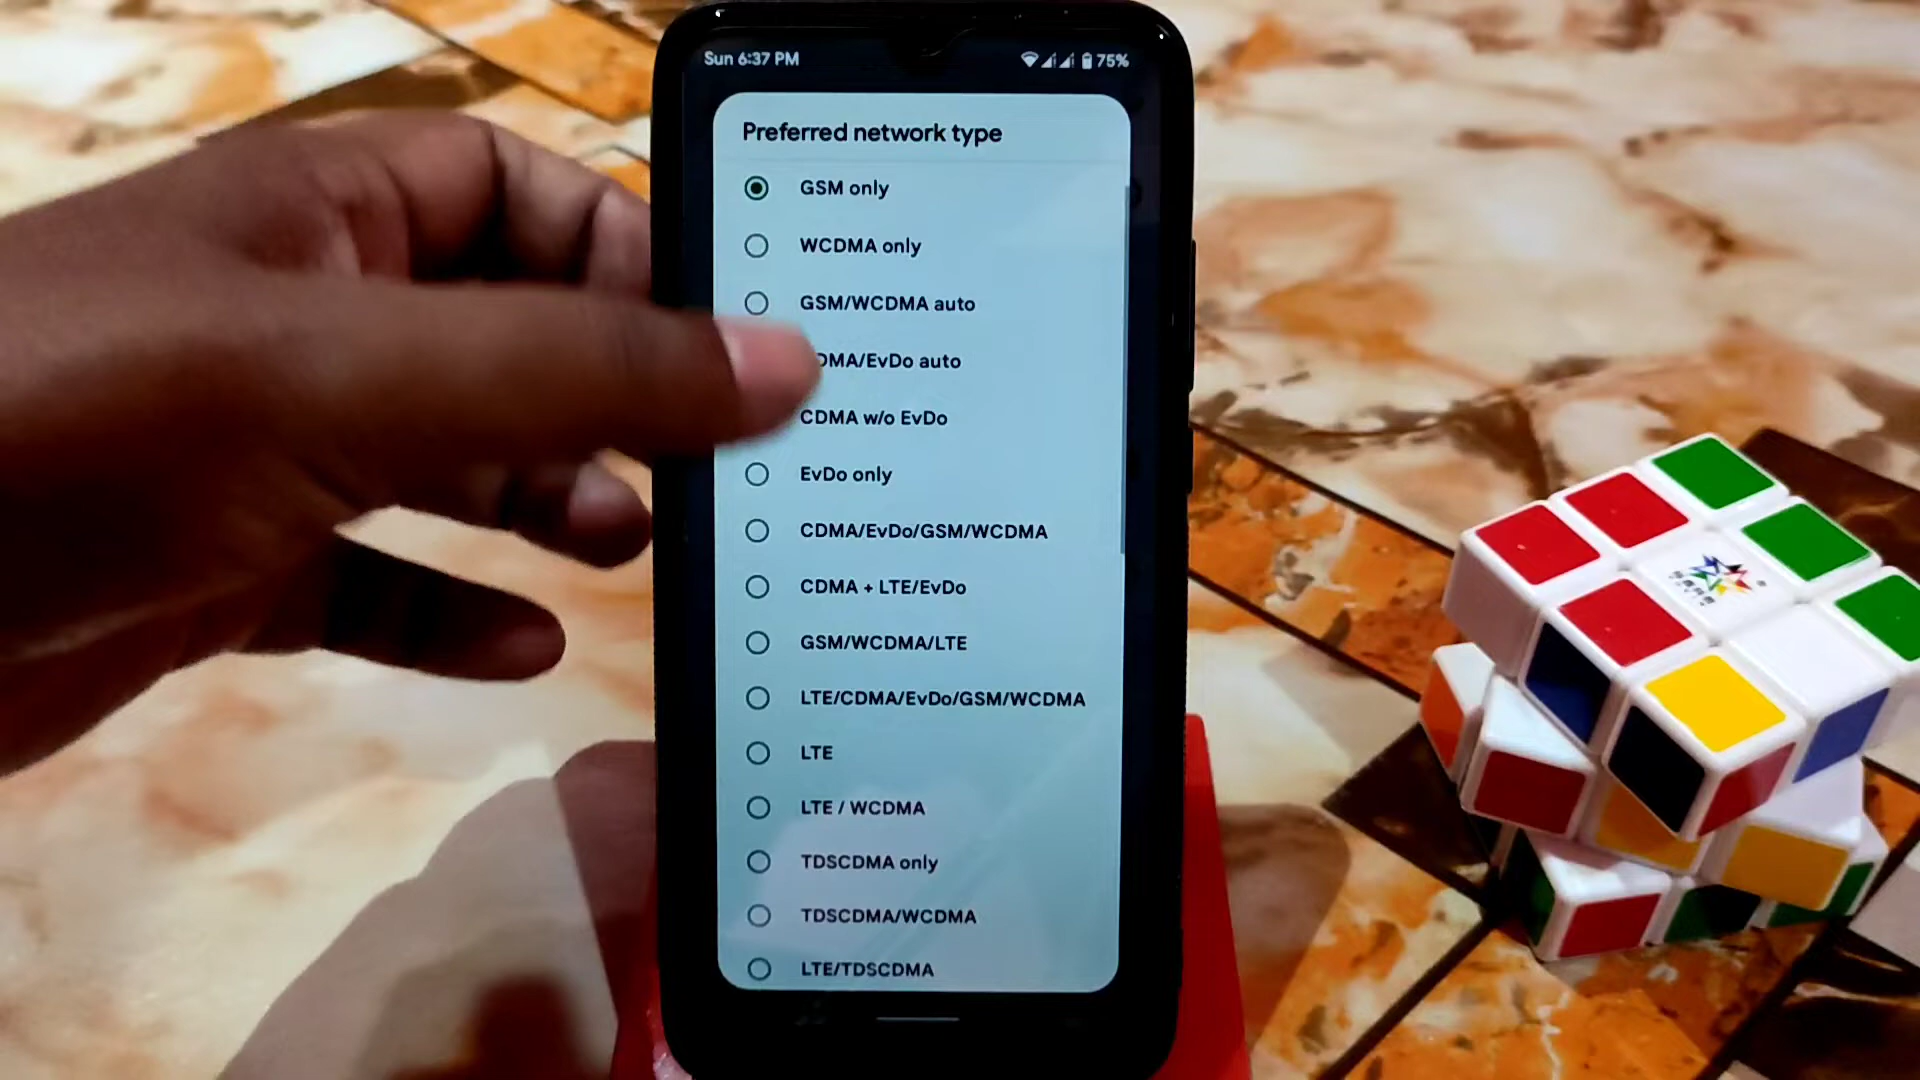 Sun 6:37 PM
75%
Preferred network type
GSM only
WCDMA only
GSM/WCDMA auto
DMA/EvDo auto
CDMA w/o EvDo
EvDo only
CDMA/EvDo/GSM/WCDMA
CDMA + LTE/EvDo
GSM/WCDMA/LTE
LTE/CDMA/EvDo/GSM/WCDMA
LTE
LTE / WCDMA
TDSCDMA only
TDSCDMA/WCDMA
LTE/TDSCDMA